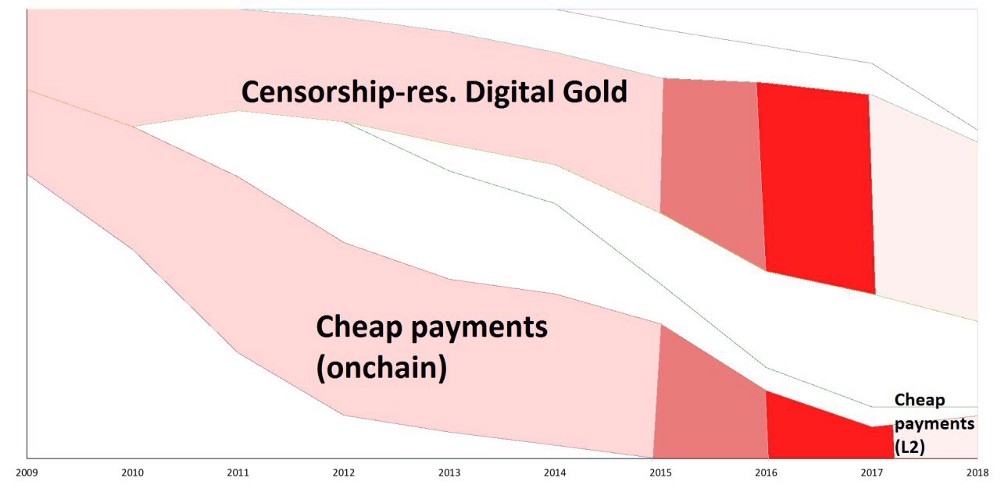 Censorship-res. Digital Gold
Cheap payments
(onchain)
Cheap
payments
(L2)
2009 2010 2011 2012 2013 2014 2015 2016 2017 2018